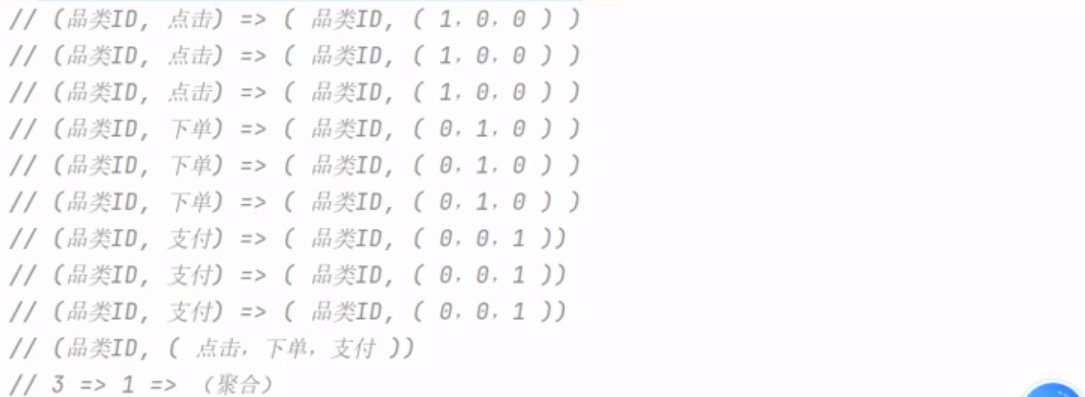 // (品类ID, 点击) => ( 品类ID, ( 1, 0, 0 ) )
// (品类ID, 点击) => ( 品类ID, ( 1, 0, 0 ) )
// (品类ID, 点击) => ( 品类ID, ( 1, 0, 0 ) )
// (品类ID, 下单) => ( 品类ID, ( 0, 1, 0 ) )
// (品类ID, 下单) => ( 品类ID, ( 0, 1, 0 ) )
// (品类ID, 下单) => ( 品类ID, ( 0, 1, 0 ) )
// (品类ID, 支付) => ( 品类ID, ( 0, 0, 1 ))
// (品类ID, 支付) => ( 品类ID, ( 0, 0, 1 ))
// (品类ID, 支付) => ( 品类ID, ( 0, 0, 1 ))
// (品类ID, ( 点击, 下单, 支付 ))
// 3 => 1 => （聚合）